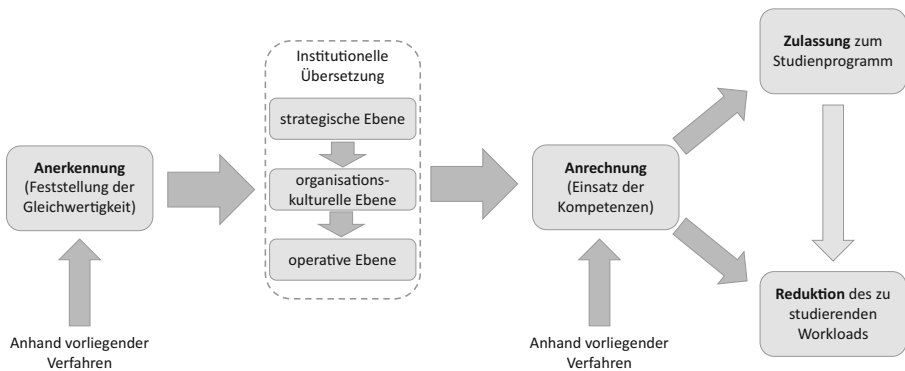 Anerkennung
(Feststellung der
Gleichwertigkeit)
Anhand vorliegender
Verfahren
Institutionelle
Übersetzung
strategische Ebene
organisations-
kulturelle Ebene
operative Ebene
Anrechnung
(Einsatz der
Kompetenzen)
Anhand vorliegender
Verfahren
Zulassung zum
Studienprogramm
Reduktion des zu
studierenden
Workloads